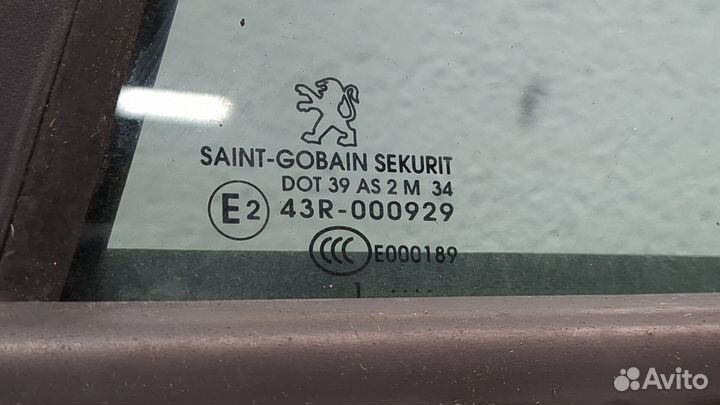 SAINT-GOBAIN SEKURIT
DOT 39 AS 2 M 34
E2 43R-000929
CCC E000189
Avito